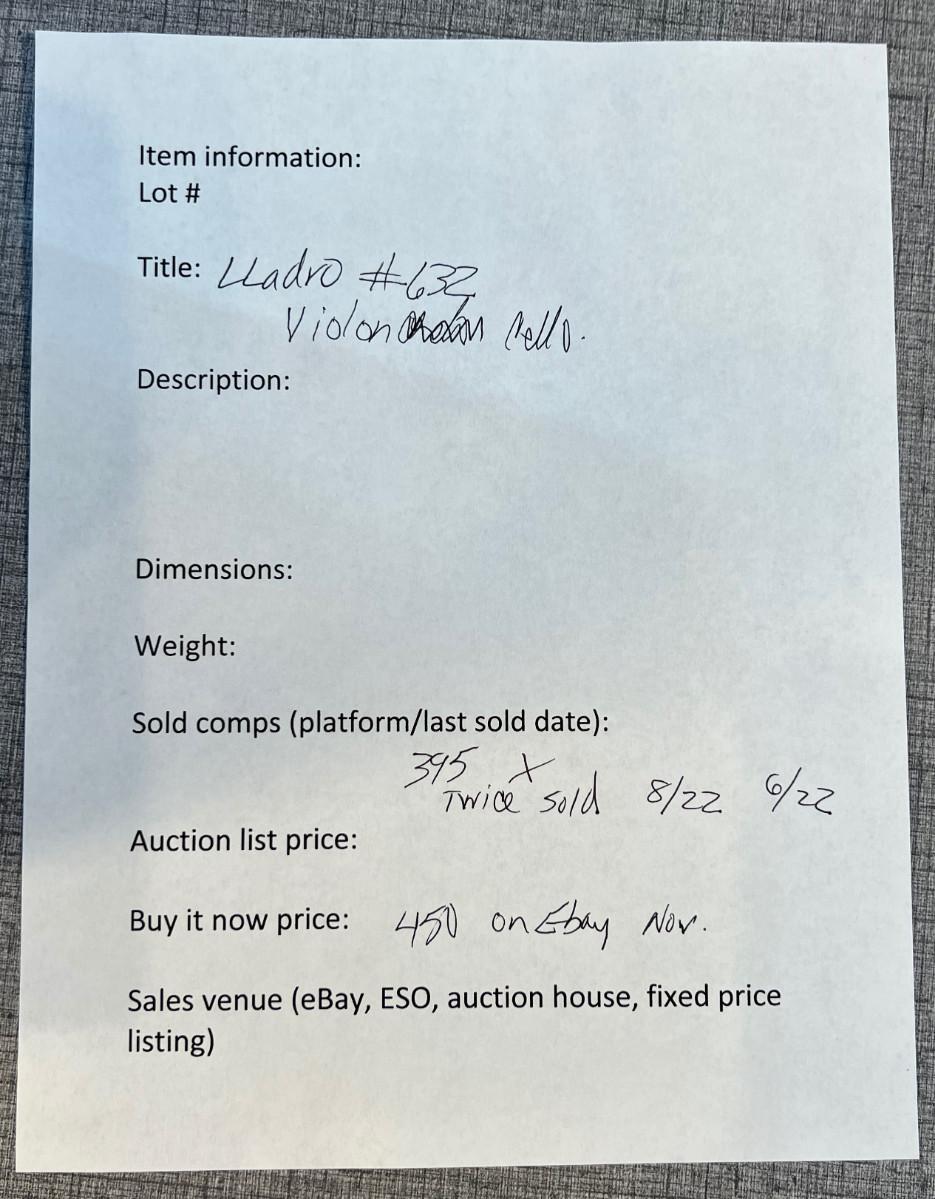 Item information:
Lot #
Title: LLadro #632
Violon Cello.
Description:
Dimensions:
Weight:
Sold comps (platform/last sold date):
395 X
Twice sold 8/22 6/22
Auction list price:
Buy it now price: 450 on Ebay Nov.
Sales venue (eBay, ESO, auction house, fixed price
listing)